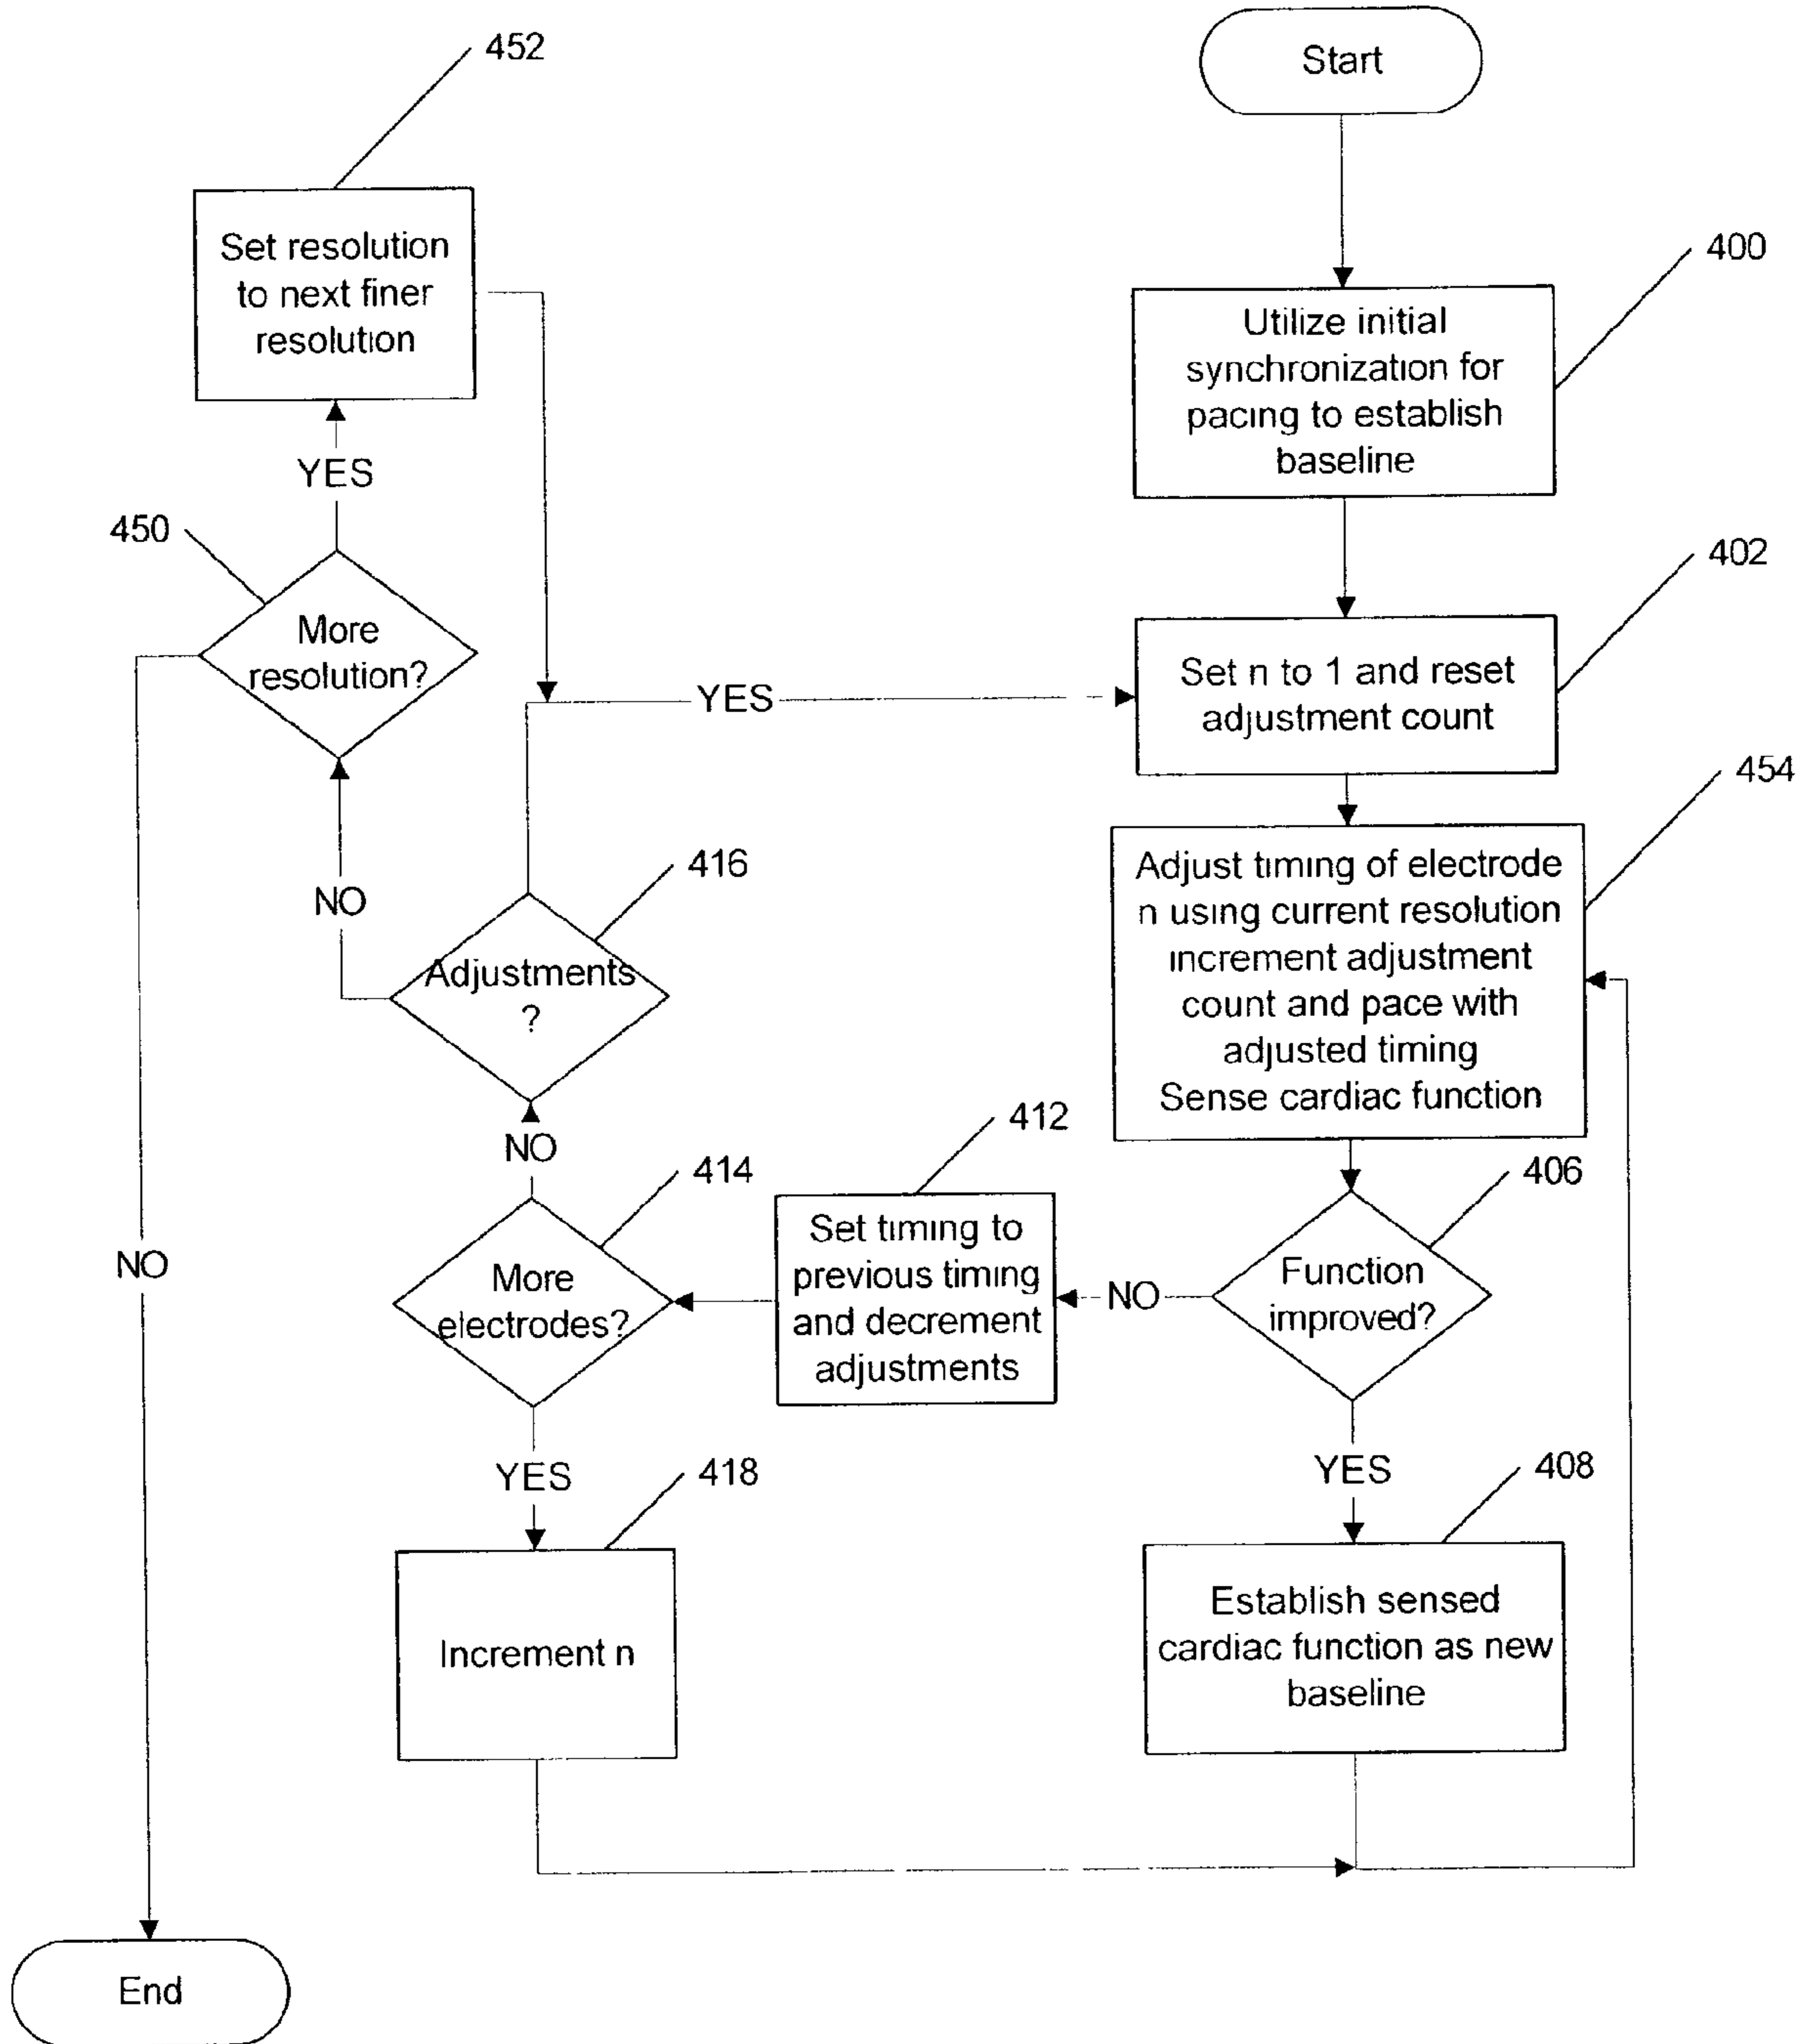 Start
452
400
Set resolution
to next finer
resolution
Utilize initial
synchronization for
pacing to establish
baseline
YES
450
402
More
resolution?
Set n to 1 and reset
adjustment count
YES
454
416
NO
Adjust timing of electrode
n using current resolution
increment adjustment
count and pace with
adjusted timing
Sense cardiac function
Adjustments
?
412
NO
414
406
Set timing to
previous timing
and decrement
adjustments
More
electrodes?
NO
Function
improved?
NO
YES
418
YES
408
Increment n
Establish sensed
cardiac function as new
baseline
End